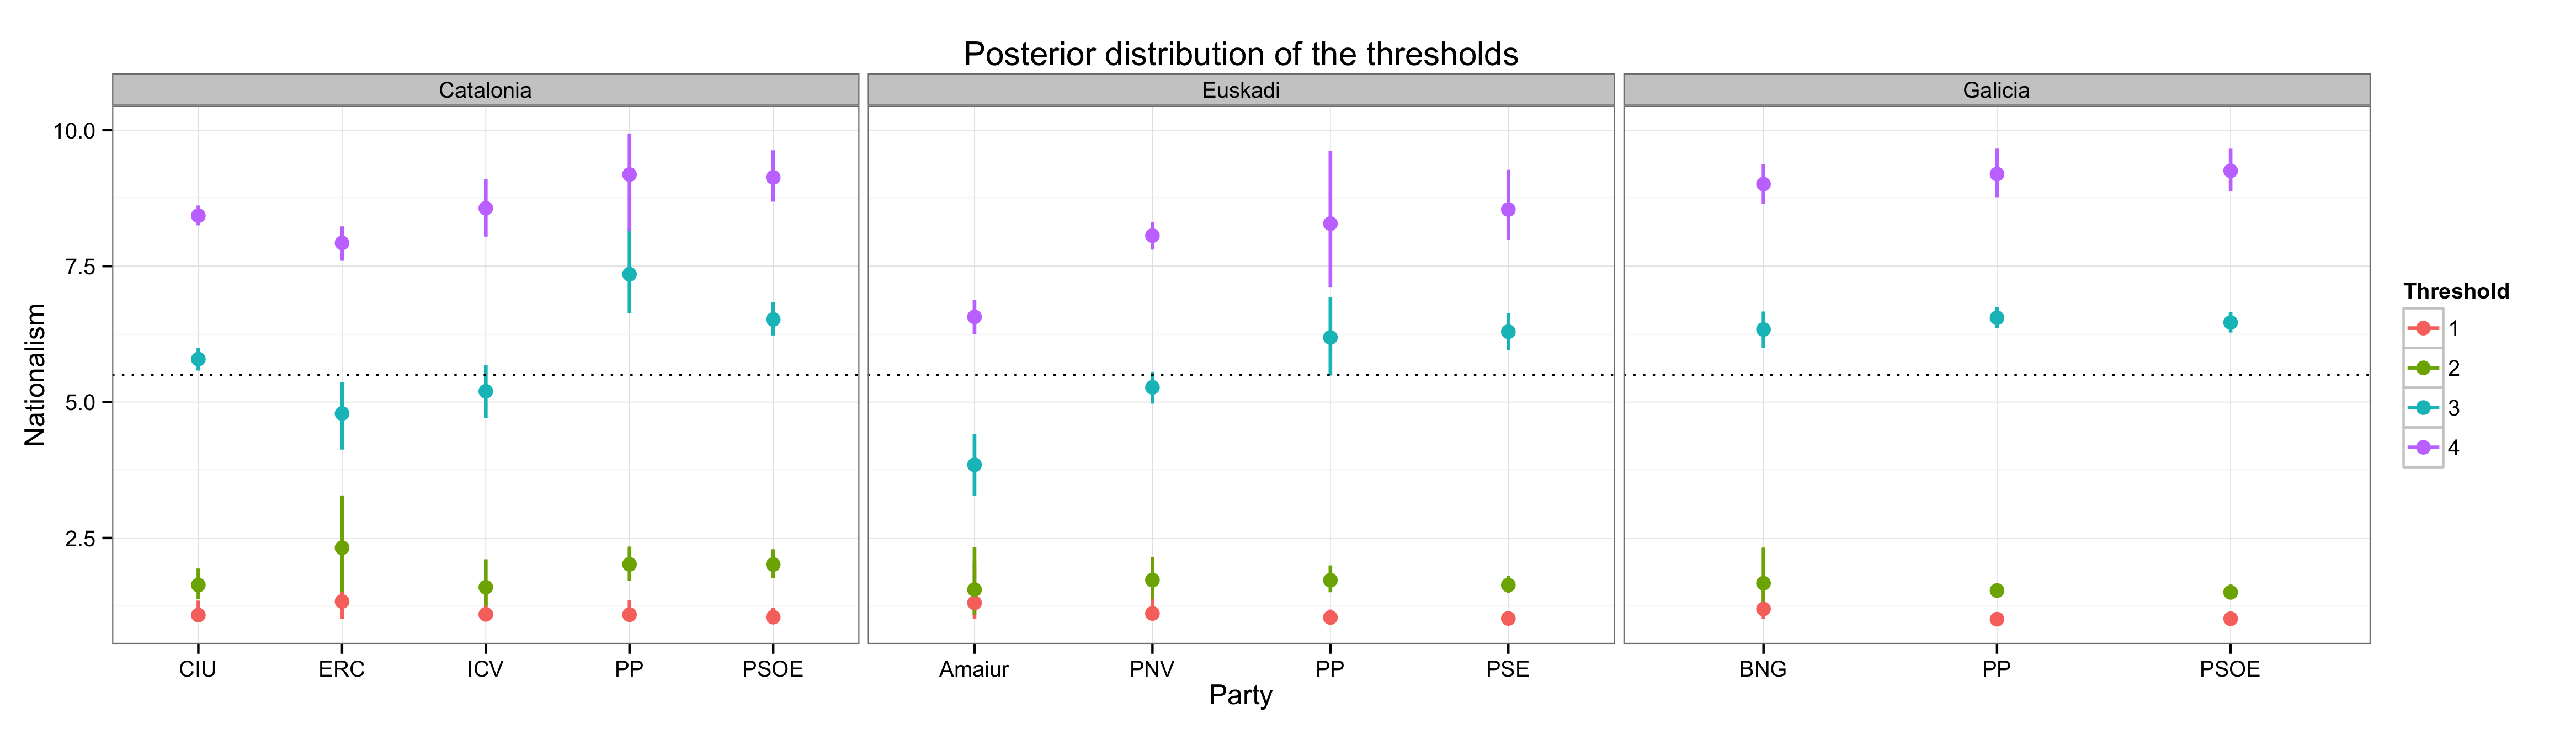 Posterior distribution of the thresholds
Catalonia
Euskadi
Galicia
Nationalism
10.0
7.5
5.0
2.5
CIU
ERC
ICV
PP
PSOE
Amaiur
PNV
PP
PSE
BNG
PP
PSOE
Party
Threshold
1
2
3
4